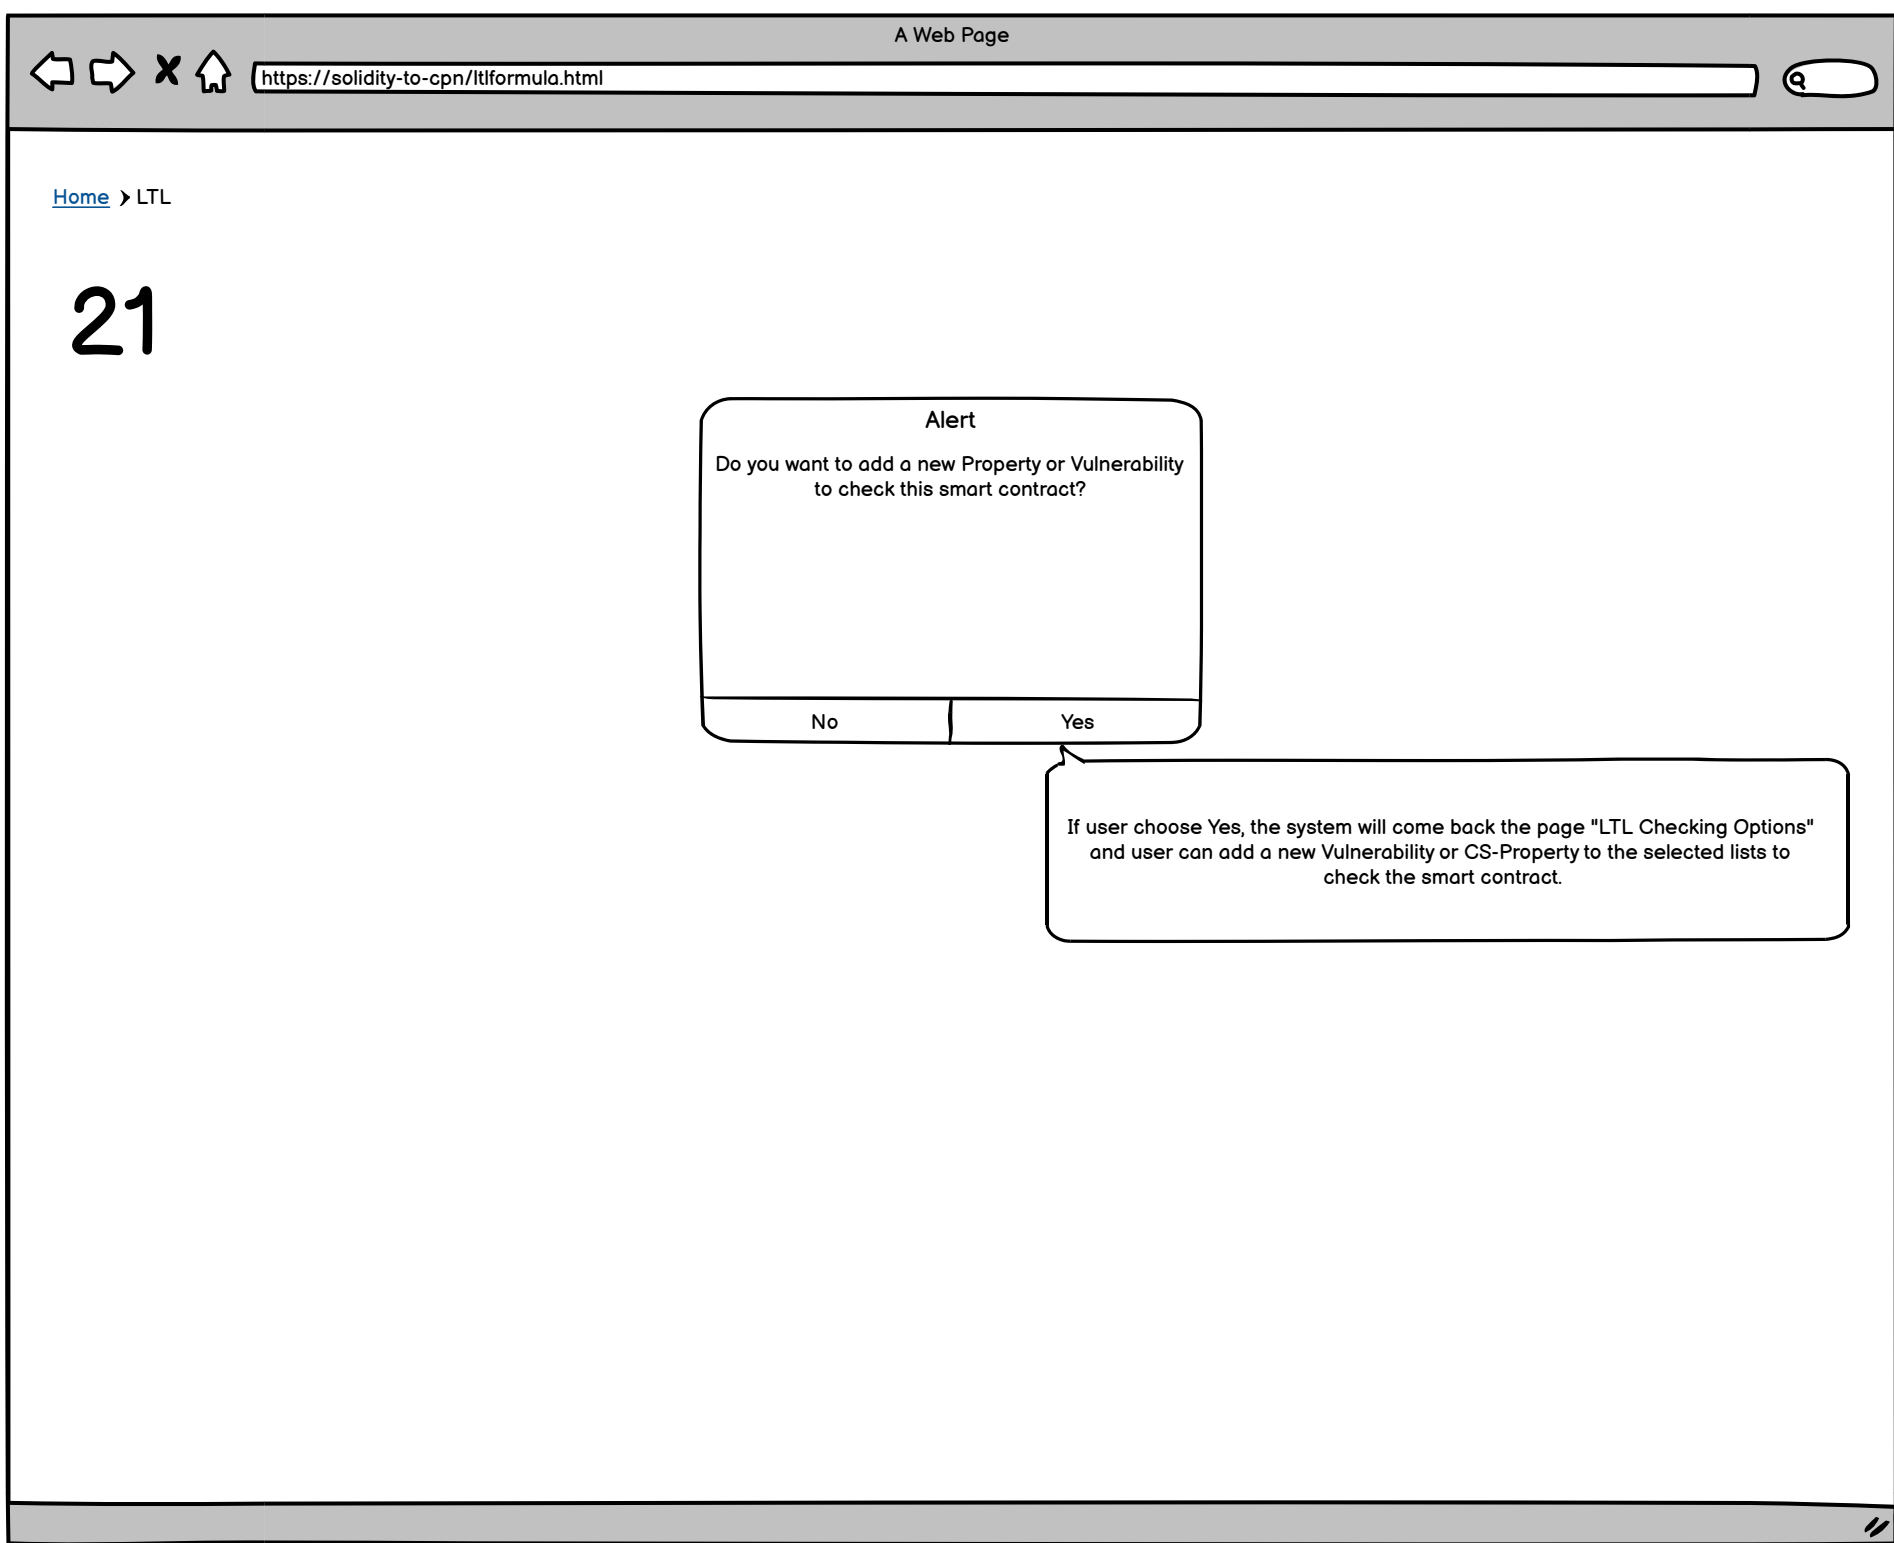 A Web Page
https://solidity-to-cpn/ltlformula.html
Home LTL
21
Alert
Do you want to add a new Property or Vulnerability
to check this smart contract?
No Yes
If user choose Yes, the system will come back the page "LTL Checking Options"
and user can add a new Vulnerability or CS-Property to the selected lists to
check the smart contract.